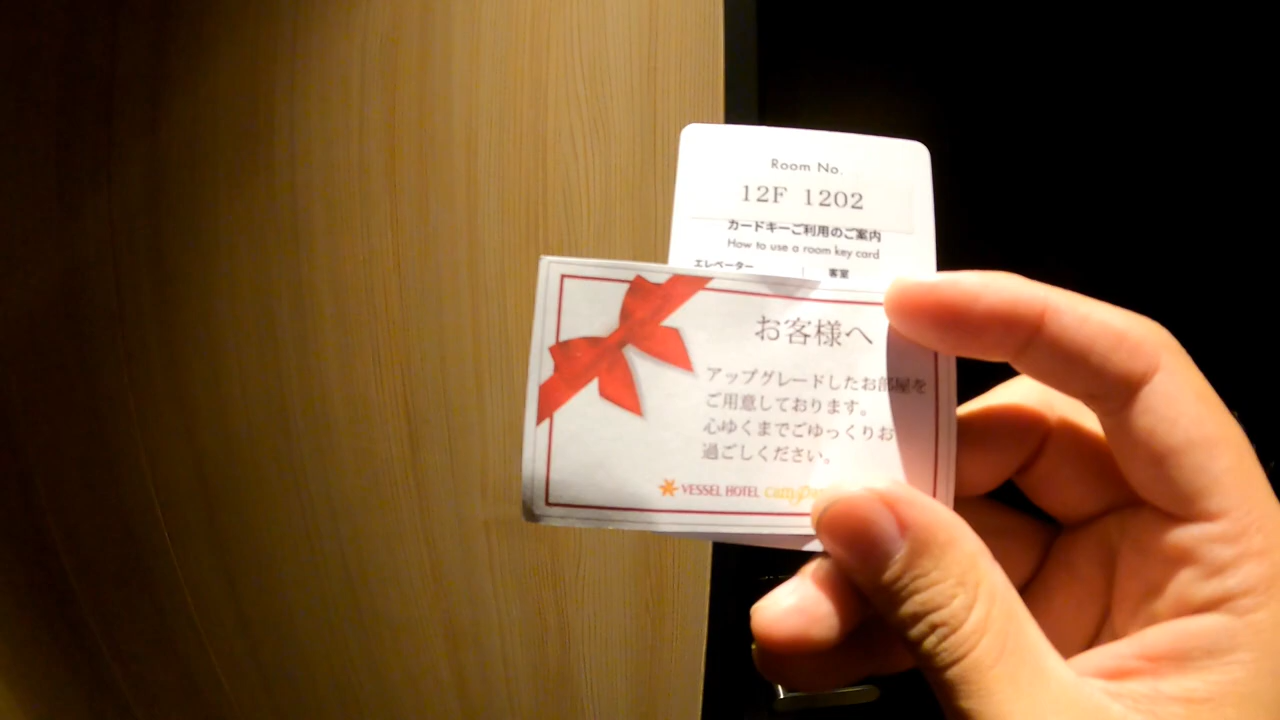 Room No.
12F 1202
カードキーご利用のご案内
How to use a room key card
エレベーター 客室
お客様へ
アップグレードしたお部屋を
ご用意しております。
心ゆくまでごゆっくりお
過ごしください。
VESSEL HOTEL